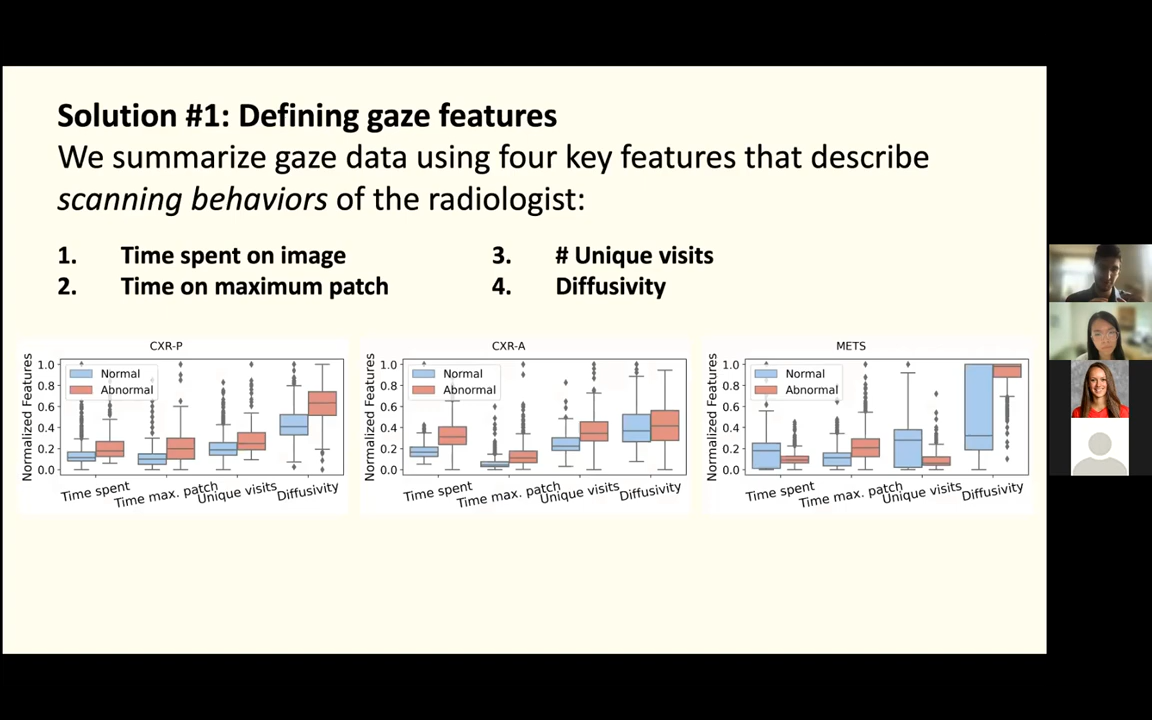 Solution #1: Defining gaze features
We summarize gaze data using four key features that describe
scanning behaviors of the radiologist:
1. Time spent on image
2. Time on maximum patch
3. # Unique visits
4. Diffusivity
CXR-P
Normalized Features
1.0
0.8
0.6
0.4
0.2
0.0
Normal
Abnormal
Time spent
Time max. patch
Unique visits
Diffusivity
CXR-A
Normalized Features
1.0
0.8
0.6
0.4
0.2
0.0
Normal
Abnormal
Time spent
Time max. patch
Unique visits
Diffusivity
METS
Normalized Features
1.0
0.8
0.6
0.4
0.2
0.0
Normal
Abnormal
Time spent
Time max. patch
Unique visits
Diffusivity